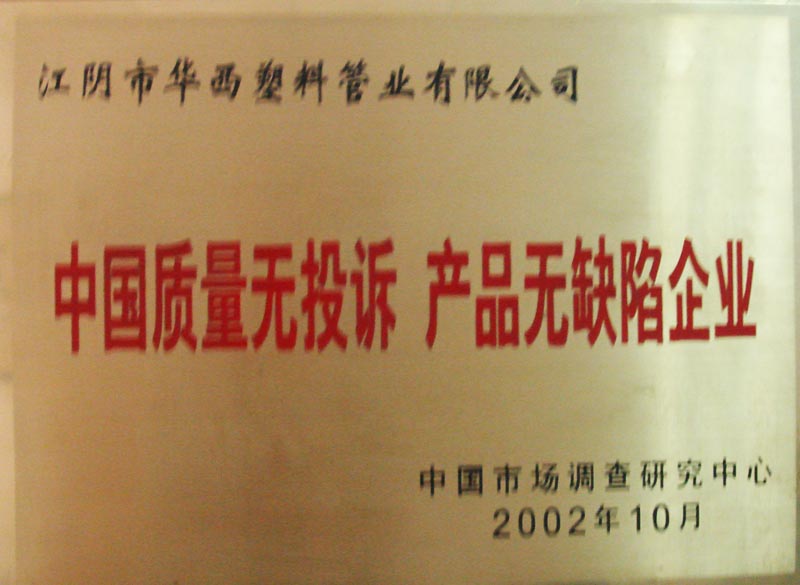 江阴市华西塑料管业有限公司
中国质量无投诉 产品无缺陷企业
中国市场调查研究中心
2002年10月